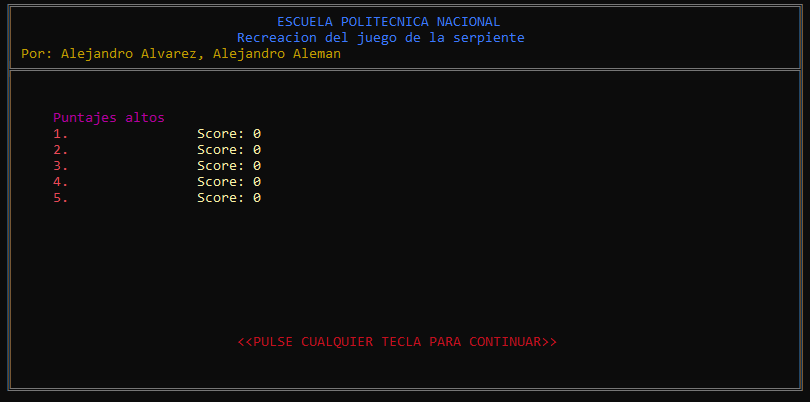 ESCUELA POLITECNICA NACIONAL
Recreacion del juego de la serpiente
Por: Alejandro Alvarez, Alejandro Aleman
Puntajes altos
1. Score: 0
2. Score: 0
3. Score: 0
4. Score: 0
5. Score: 0
<<PULSE CUALQUIER TECLA PARA CONTINUAR>>